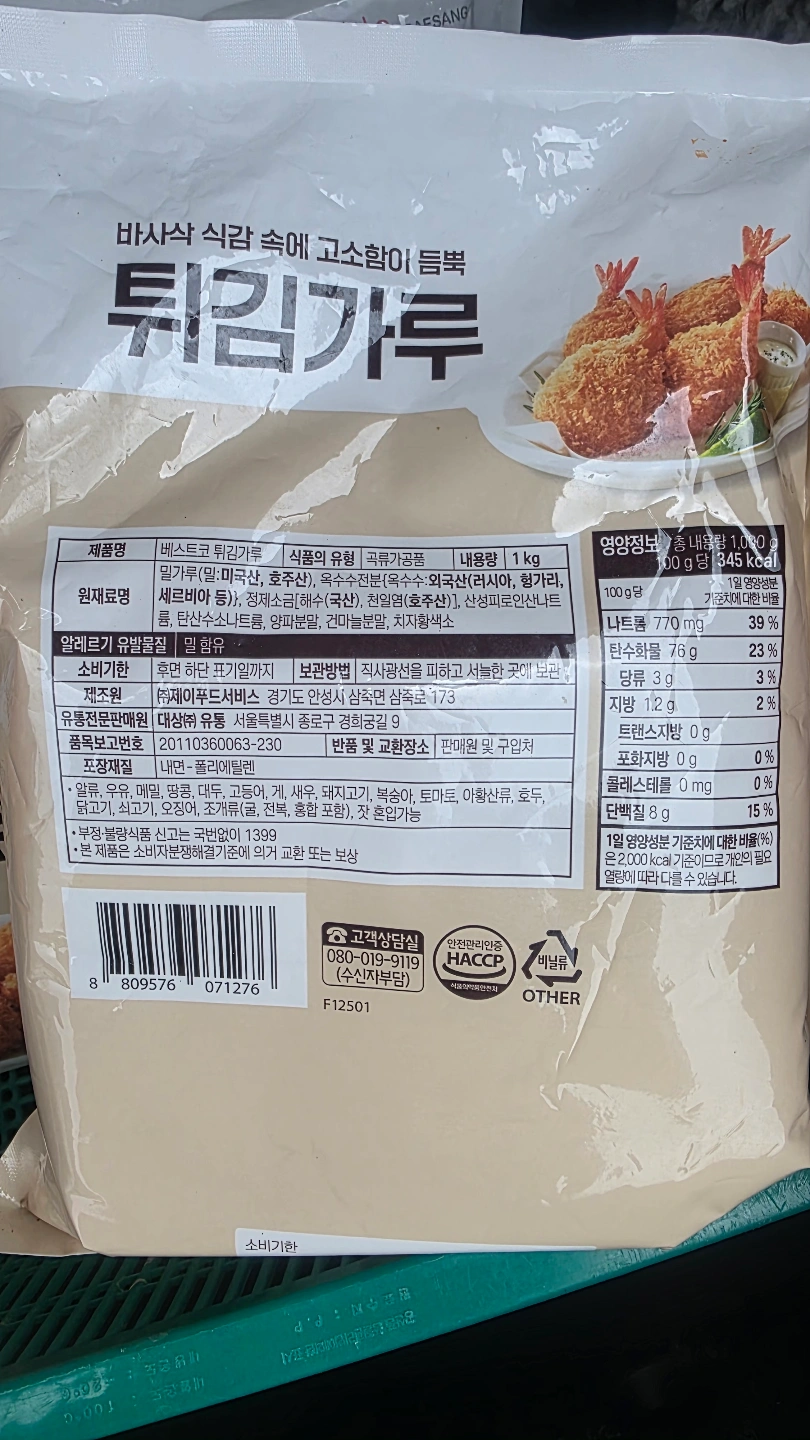 AESANG
바사삭 식감 속에 고소함이 듬뿍
튀김가루
제품명 베스트코 튀김가루 식품의 유형 곡류가공품 내용량 1 kg
원재료명 밀가루(밀:미국산, 호주산), 옥수수전분{옥수수:외국산(러시아, 헝가리,
세르비아 등)}, 정제소금[해수(국산), 천일염(호주산)], 산성피로인산나트
륨, 탄산수소나트륨, 양파분말, 건마늘분말, 치자황색소
알레르기 유발물질 밀 함유
소비기한 후면 하단 표기일까지 보관방법 직사광선을 피하고 서늘한 곳에 보관
제조원 ㈜제이푸드서비스 경기도 안성시 삼죽면 삼죽로 173
유통전문판매원 대상㈜ 유통 서울특별시 종로구 경희궁길 9
품목보고번호 20110360063-230 반품 및 교환장소 판매원 및 구입처
포장재질 내면-폴리에틸렌
• 알류, 우유, 메밀, 땅콩, 대두, 고등어, 게, 새우, 돼지고기, 복숭아, 토마토, 아황산류, 호두,
닭고기, 쇠고기, 오징어, 조개류(굴, 전복, 홍합 포함), 잣 혼입가능
• 부정·불량식품 신고는 국번없이 1399
• 본 제품은 소비자분쟁해결기준에 의거 교환 또는 보상
영양정보 총 내용량 1,000 g
100 g 당 345 kcal
100 g당 1일 영양성분
기준치에 대한 비율
나트륨 770 mg 39 %
탄수화물 76 g 23 %
당류 3 g 3 %
지방 1.2 g 2 %
트랜스지방 0 g
포화지방 0 g 0 %
콜레스테롤 0 mg 0 %
단백질 8 g 15 %
1일 영양성분 기준치에 대한 비율(%)
은 2,000 kcal 기준이므로 개인의 필요
열량에 따라 다를 수 있습니다.
8 809576 071276
고객상담실
080-019-9119
(수신자부담)
F12501
안전관리인증
HACCP
식품의약품안전처
비닐류
OTHER
소비기한